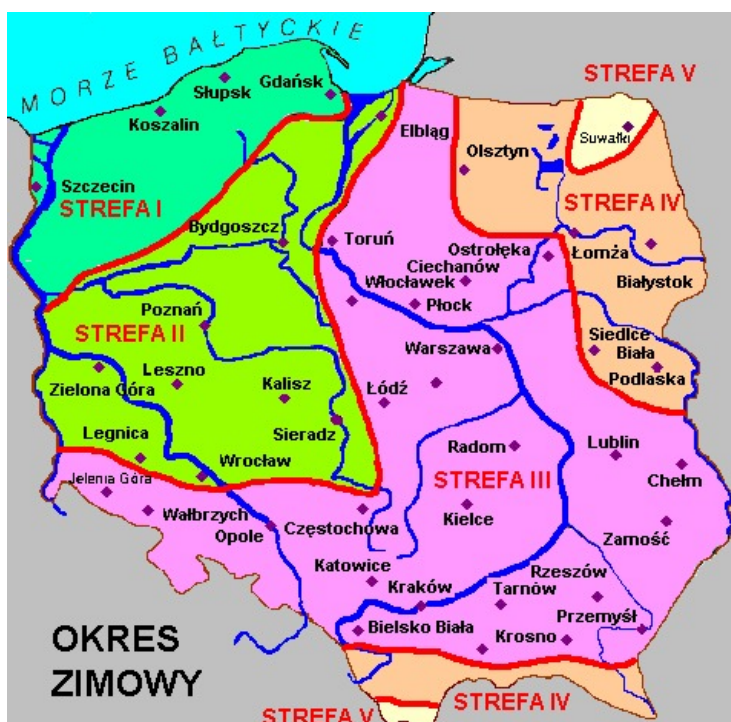 MORZE BAŁTYCKIE
STREFA V
Słupsk
Gdańsk
Koszalin
Elbląg
Suwałki
Olsztyn
Szczecin
STREFA I
STREFA IV
Bydgoszcz
Toruń
Ostrołęka
Łomża
Ciechanów
Włocławek
Białystok
Płock
Poznań
STREFA II
Warszawa
Siedlce
Biała
Podlaska
Leszno
Zielona Góra
Kalisz
Łódź
Sieradz
Legnica
Radom
Lublin
Wrocław
STREFA III
Chełm
Jelenia Góra
Wałbrzych
Częstochowa
Kielce
Opole
Zamość
Katowice
Rzeszów
Kraków
Tarnów
Przemyśl
OKRES
ZIMOWY
Bielsko Biała
Krosno
STREFA IV
STREFA V